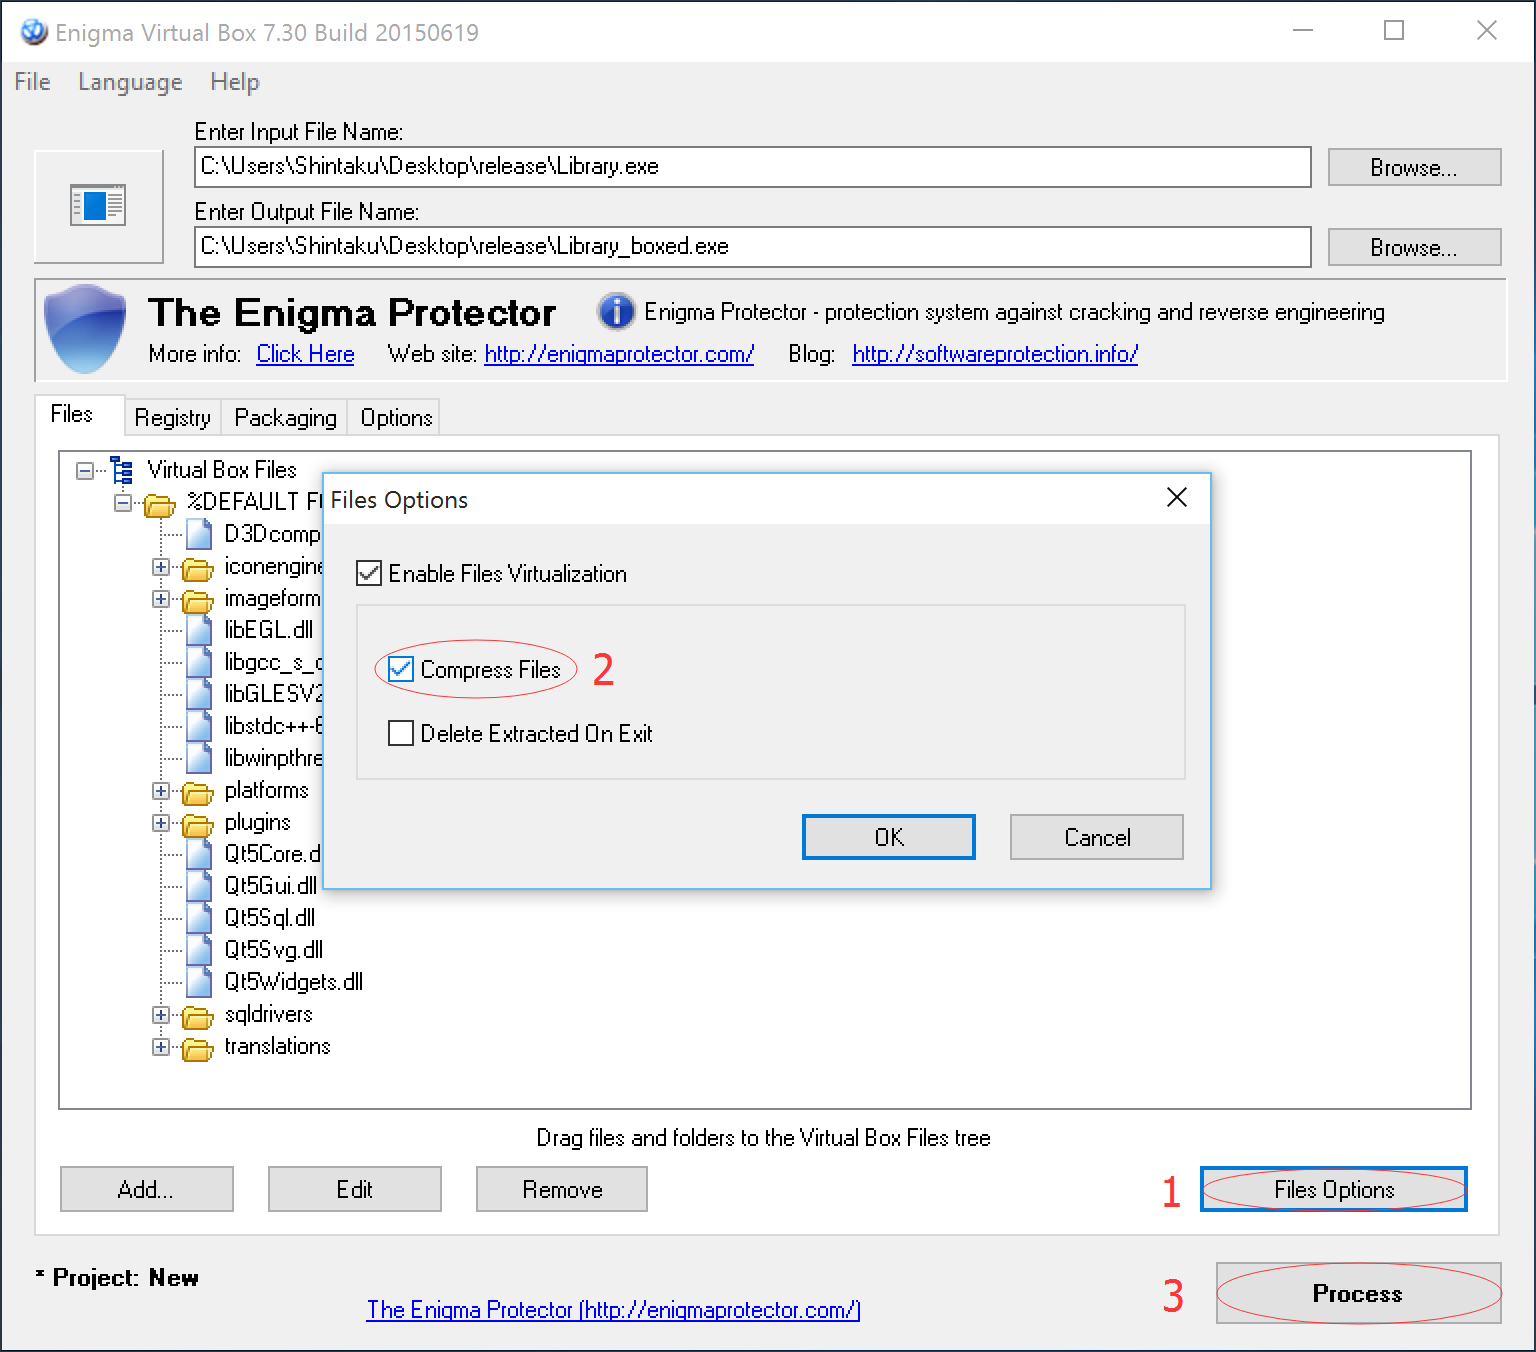 Enigma Virtual Box 7.30 Build 20150619
File Language Help
Enter Input File Name:
C:\Users\Shintaku\Desktop\release\Library.exe
Browse...
Enter Output File Name:
C:\Users\Shintaku\Desktop\release\Library_boxed.exe
Browse...
The Enigma Protector
Enigma Protector - protection system against cracking and reverse engineering
More info: Click Here Web site: http://enigmaprotector.com/ Blog: http://softwareprotection.info/
Files Registry Packaging Options
Virtual Box Files
%DEFAULT F
D3Dcomp
iconengine
imageform
libEGL.dll
libgcc_s_
libGLESV2
libstdc++-6
libwinpthre
platforms
plugins
Qt5Core.d
Qt5Gui.dll
Qt5Sql.dll
Qt5Svg.dll
Qt5Widgets.dll
sqldrivers
translations
Files Options
Enable Files Virtualization
Compress Files 2
Delete Extracted On Exit
OK Cancel
Drag files and folders to the Virtual Box Files tree
Add... Edit Remove 1 Files Options
* Project: New
3 Process
The Enigma Protector (http://enigmaprotector.com/)